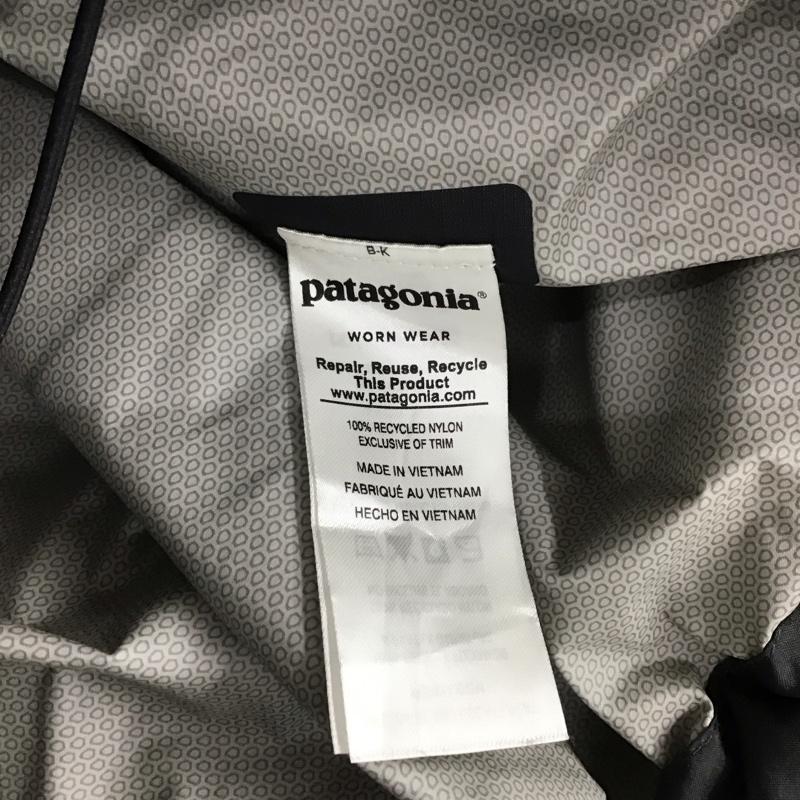 B-K
patagonia®
WORN WEAR
Repair, Reuse, Recycle
This Product
www.patagonia.com
100% RECYCLED NYLON
EXCLUSIVE OF TRIM
MADE IN VIETNAM
FABRIQUÉ AU VIETNAM
HECHO EN VIETNAM